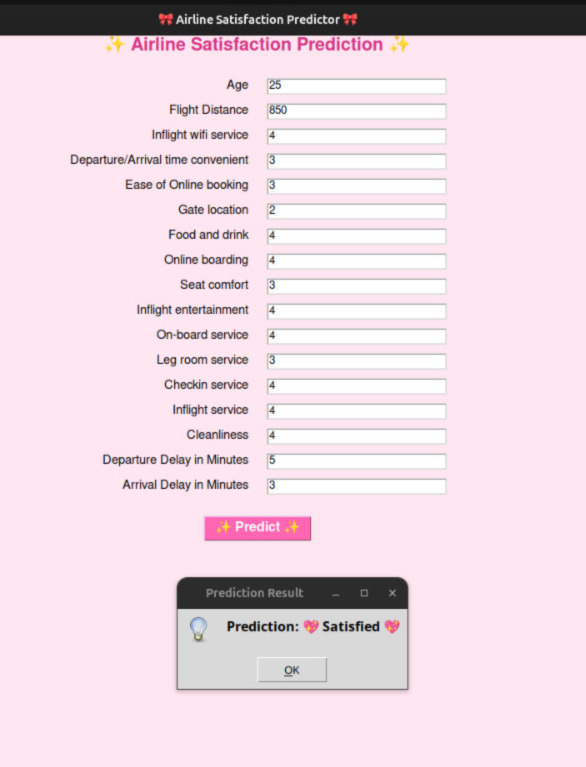 🎀 Airline Satisfaction Predictor 🎀
✨ Airline Satisfaction Prediction ✨
Age 25
Flight Distance 850
Inflight wifi service 4
Departure/Arrival time convenient 3
Ease of Online booking 3
Gate location 2
Food and drink 4
Online boarding 4
Seat comfort 3
Inflight entertainment 4
On-board service 4
Leg room service 3
Checkin service 4
Inflight service 4
Cleanliness 4
Departure Delay in Minutes 5
Arrival Delay in Minutes 3
✨ Predict ✨
Prediction Result
Prediction: 💖 Satisfied 💖
OK